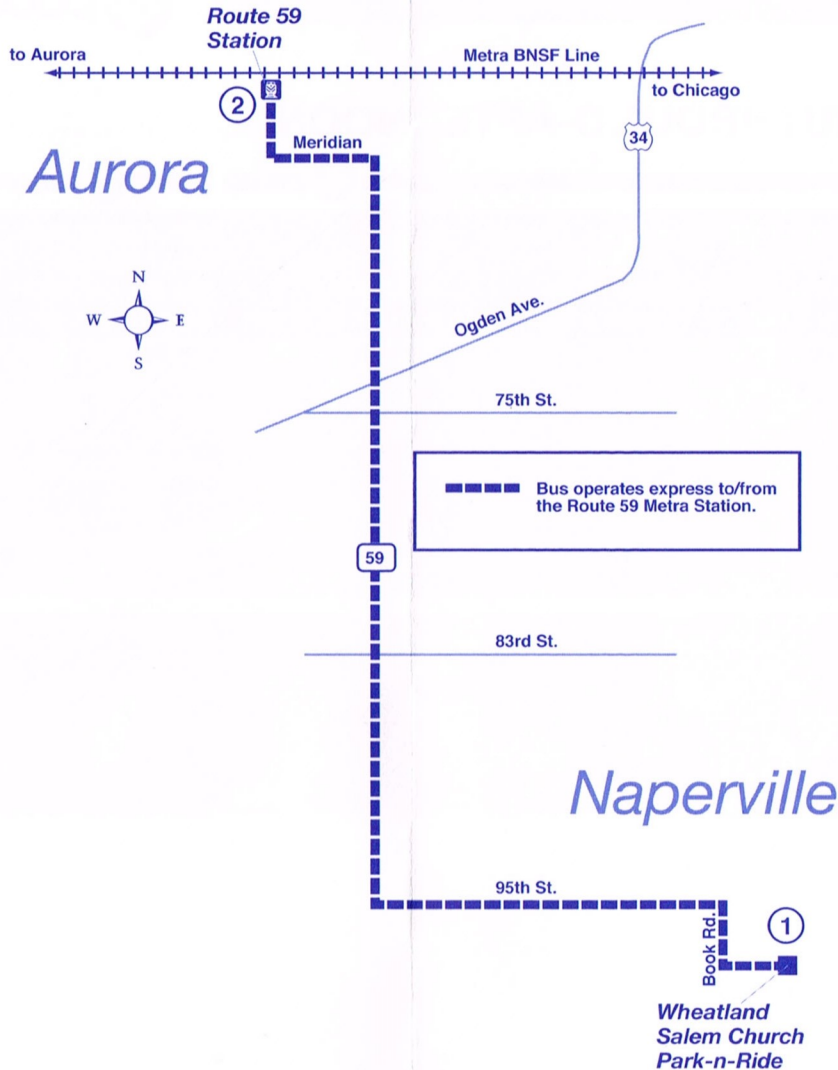 Route 59
Station
to Aurora
Metra BNSF Line
to Chicago
2
34
Meridian
Aurora
N
W E
S
Ogden Ave.
75th St.
Bus operates express to/from
the Route 59 Metra Station.
59
83rd St.
Naperville
95th St.
1
Book Rd.
Wheatland
Salem Church
Park-n-Ride